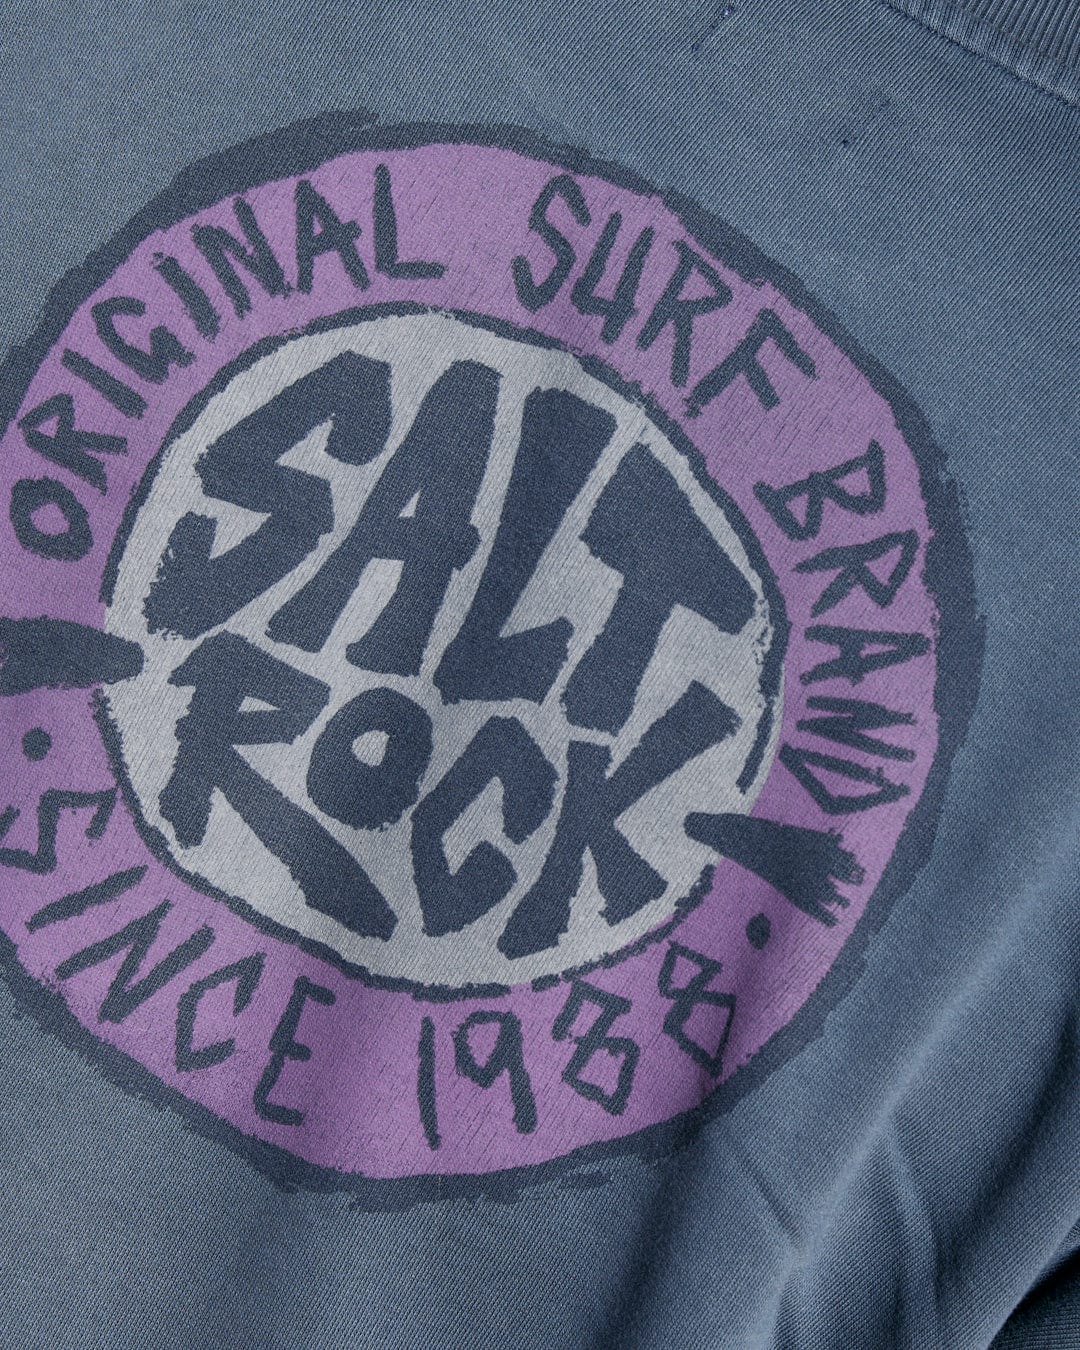 ORIGINAL SURF BRAND
SALT
ROCK
• SINCE 1988 •